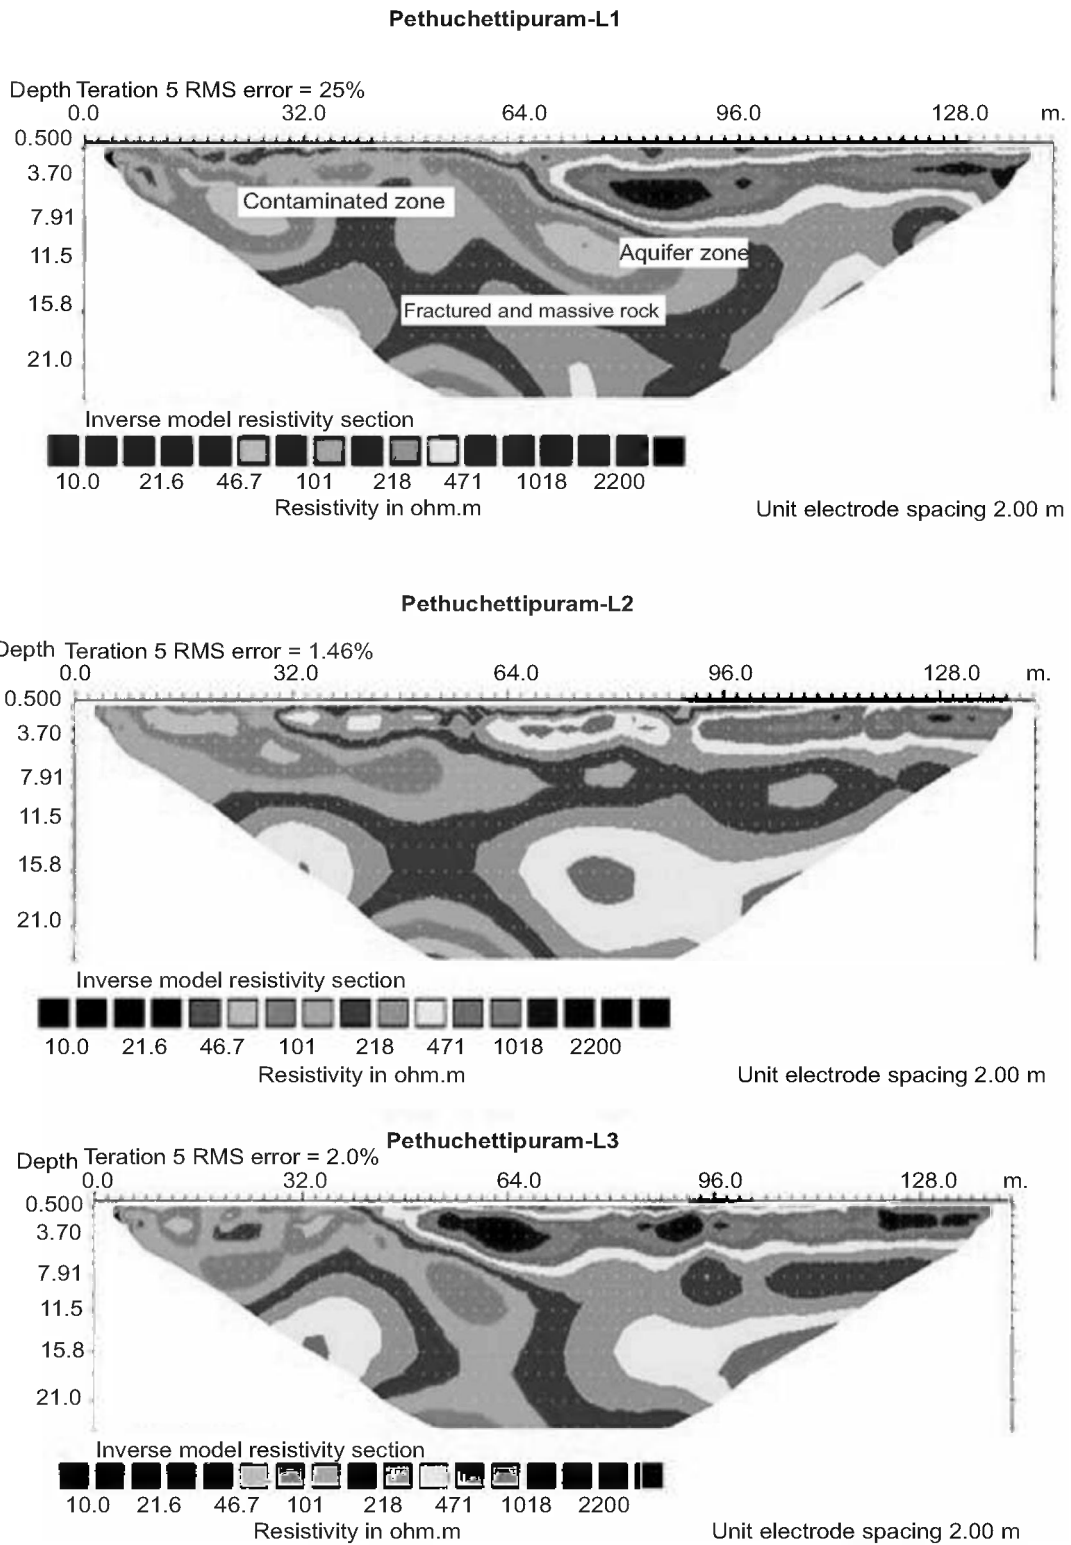 Pethuchettipuram-L1
Depth Teration 5 RMS error = 25%
0.0 32.0 64.0 96.0 128.0 m.
0.500
3.70
7.91
11.5
15.8
21.0
Contaminated zone
Aquifer zone
Fractured and massive rock
Inverse model resistivity section
10.0 21.6 46.7 101 218 471 1018 2200
Resistivity in ohm.m
Unit electrode spacing 2.00 m
Pethuchettipuram-L2
Depth Teration 5 RMS error = 1.46%
0.0 32.0 64.0 96.0 128.0 m.
0.500
3.70
7.91
11.5
15.8
21.0
Inverse model resistivity section
10.0 21.6 46.7 101 218 471 1018 2200
Resistivity in ohm.m
Unit electrode spacing 2.00 m
Pethuchettipuram-L3
Depth Teration 5 RMS error = 2.0%
0.0 32.0 64.0 96.0 128.0 m.
0.500
3.70
7.91
11.5
15.8
21.0
Inverse model resistivity section
10.0 21.6 46.7 101 218 471 1018 2200
Resistivity in ohm.m
Unit electrode spacing 2.00 m